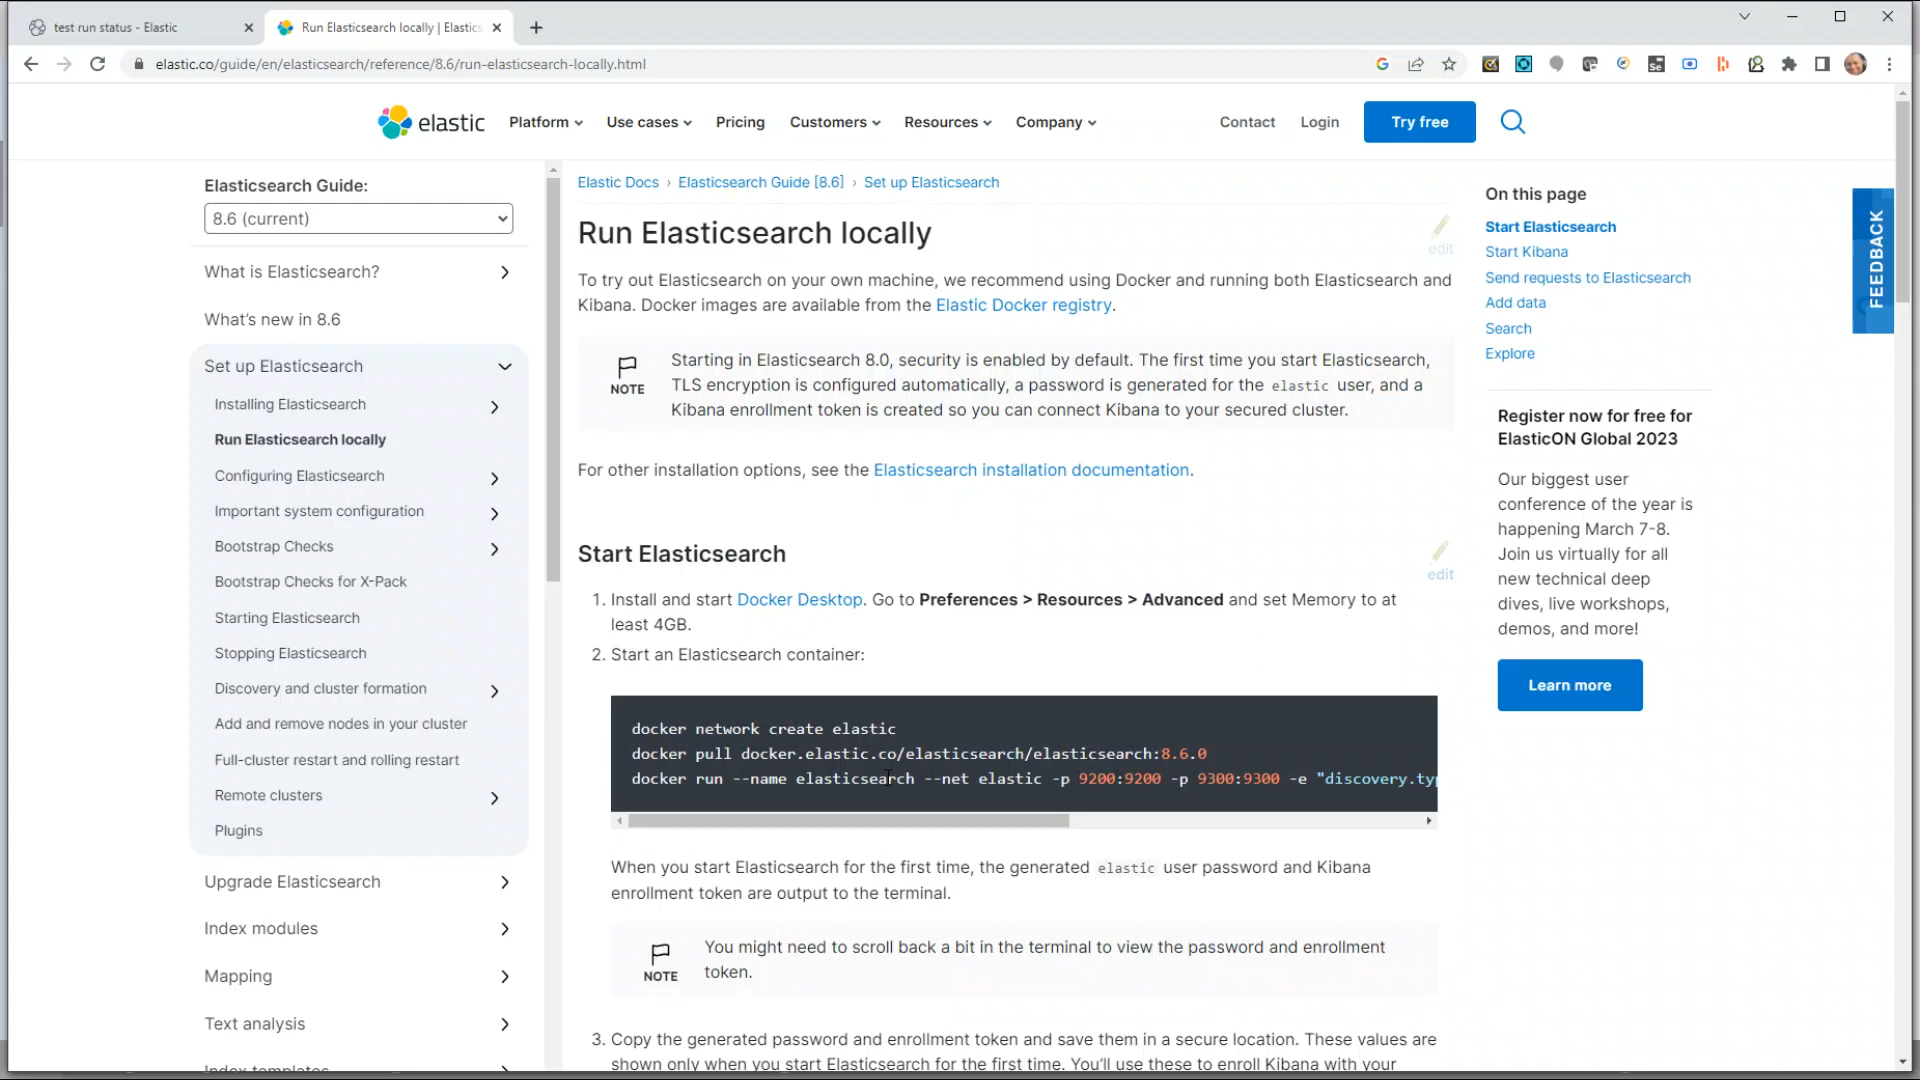 test run status - Elastic
Run Elasticsearch locally | Elastics
elastic.co/guide/en/elasticsearch/reference/8.6/run-elasticsearch-locally.html
elastic
Platform
Use cases
Pricing
Customers
Resources
Company
Contact
Login
Try free
Elasticsearch Guide:
8.6 (current)
What is Elasticsearch?
What's new in 8.6
Set up Elasticsearch
Installing Elasticsearch
Run Elasticsearch locally
Configuring Elasticsearch
Important system configuration
Bootstrap Checks
Bootstrap Checks for X-Pack
Starting Elasticsearch
Stopping Elasticsearch
Discovery and cluster formation
Add and remove nodes in your cluster
Full-cluster restart and rolling restart
Remote clusters
Plugins
Upgrade Elasticsearch
Index modules
Mapping
Text analysis
Index templates
Elastic Docs › Elasticsearch Guide [8.6] › Set up Elasticsearch
Run Elasticsearch locally
edit
To try out Elasticsearch on your own machine, we recommend using Docker and running both Elasticsearch and
Kibana. Docker images are available from the Elastic Docker registry.
NOTE
Starting in Elasticsearch 8.0, security is enabled by default. The first time you start Elasticsearch,
TLS encryption is configured automatically, a password is generated for the elastic user, and a
Kibana enrollment token is created so you can connect Kibana to your secured cluster.
For other installation options, see the Elasticsearch installation documentation.
Start Elasticsearch
edit
1. Install and start Docker Desktop. Go to Preferences > Resources > Advanced and set Memory to at
least 4GB.
2. Start an Elasticsearch container:
docker network create elastic
docker pull docker.elastic.co/elasticsearch/elasticsearch:8.6.0
docker run --name elasticsearch --net elastic -p 9200:9200 -p 9300:9300 -e "discovery.typ
When you start Elasticsearch for the first time, the generated elastic user password and Kibana
enrollment token are output to the terminal.
NOTE
You might need to scroll back a bit in the terminal to view the password and enrollment
token.
3. Copy the generated password and enrollment token and save them in a secure location. These values are
shown only when you start Elasticsearch for the first time. You'll use these to enroll Kibana with your
On this page
Start Elasticsearch
Start Kibana
Send requests to Elasticsearch
Add data
Search
Explore
Register now for free for
ElasticON Global 2023
Our biggest user
conference of the year is
happening March 7-8.
Join us virtually for all
new technical deep
dives, live workshops,
demos, and more!
Learn more
FEEDBACK